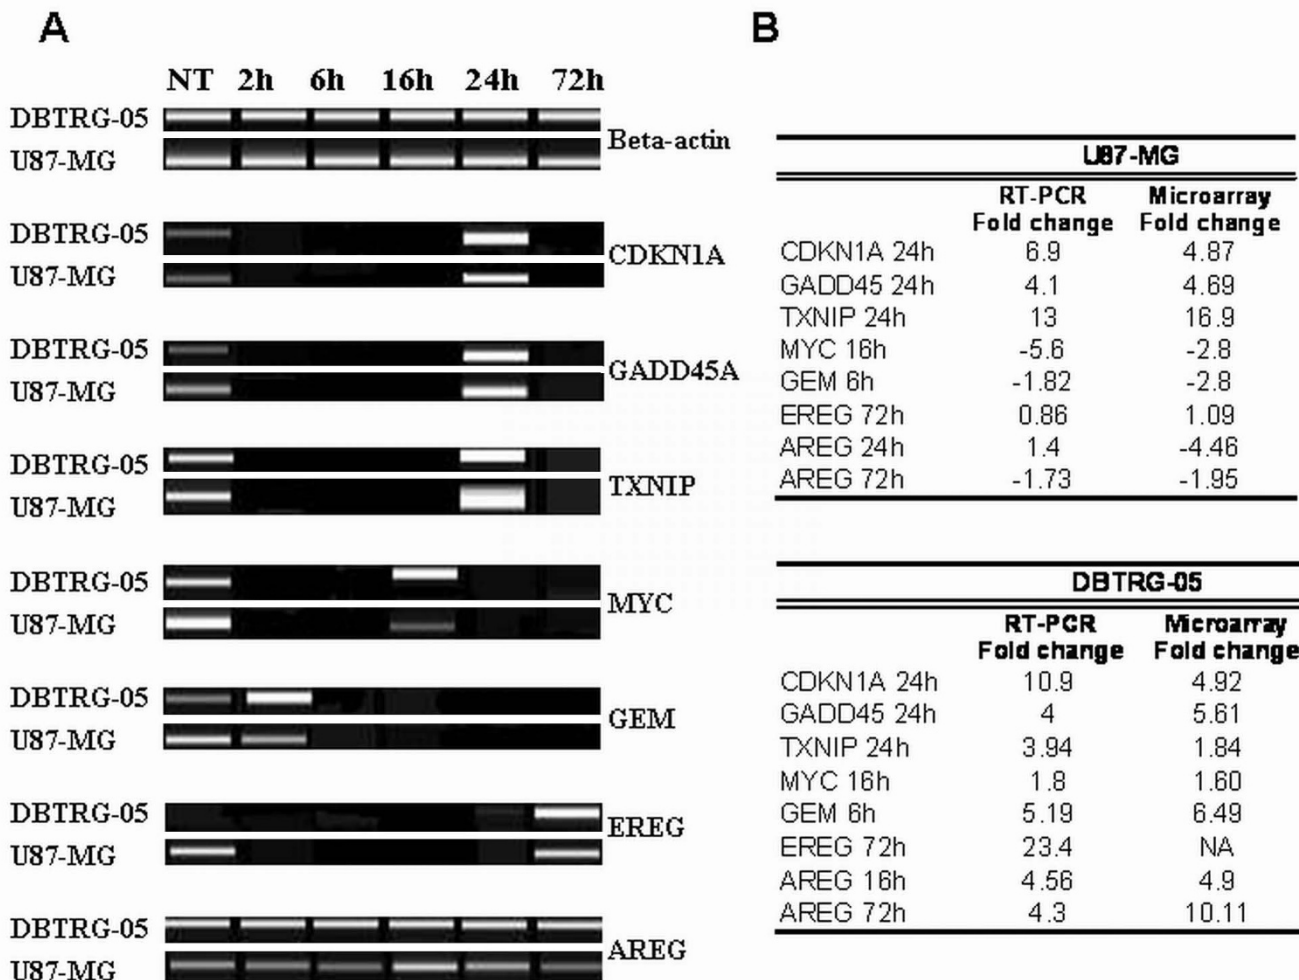 A
NT 2h 6h 16h 24h 72h
DBTRG-05
U87-MG
Beta-actin
DBTRG-05
U87-MG
CDKN1A
DBTRG-05
U87-MG
GADD45A
DBTRG-05
U87-MG
TXNIP
DBTRG-05
U87-MG
MYC
DBTRG-05
U87-MG
GEM
DBTRG-05
U87-MG
EREG
DBTRG-05
U87-MG
AREG
B
U87-MG
RT-PCR Microarray
Fold change Fold change
CDKN1A 24h 6.9 4.87
GADD45 24h 4.1 4.69
TXNIP 24h 13 16.9
MYC 16h -5.6 -2.8
GEM 6h -1.82 -2.8
EREG 72h 0.86 1.09
AREG 24h 1.4 -4.46
AREG 72h -1.73 -1.95
DBTRG-05
RT-PCR Microarray
Fold change Fold change
CDKN1A 24h 10.9 4.92
GADD45 24h 4 5.61
TXNIP 24h 3.94 1.84
MYC 16h 1.8 1.60
GEM 6h 5.19 6.49
EREG 72h 23.4 NA
AREG 16h 4.56 4.9
AREG 72h 4.3 10.11